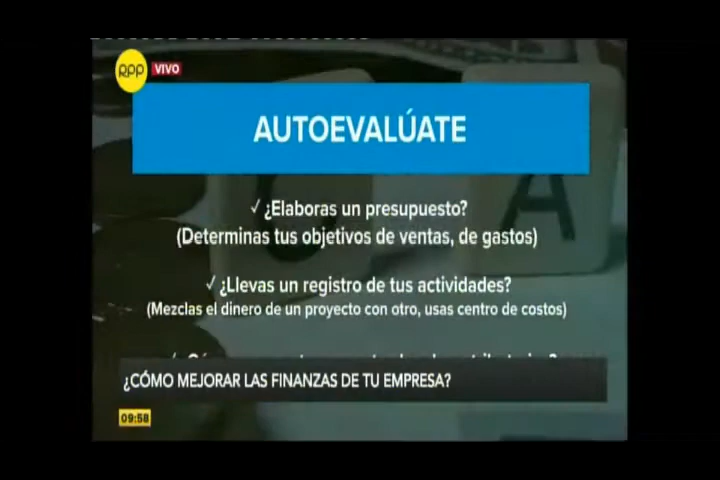 rpp VIVO
AUTOEVALÚATE
✓ ¿Elaboras un presupuesto?
(Determinas tus objetivos de ventas, de gastos)
✓ ¿Llevas un registro de tus actividades?
(Mezclas el dinero de un proyecto con otro, usas centro de costos)
¿CÓMO MEJORAR LAS FINANZAS DE TU EMPRESA?
09:58